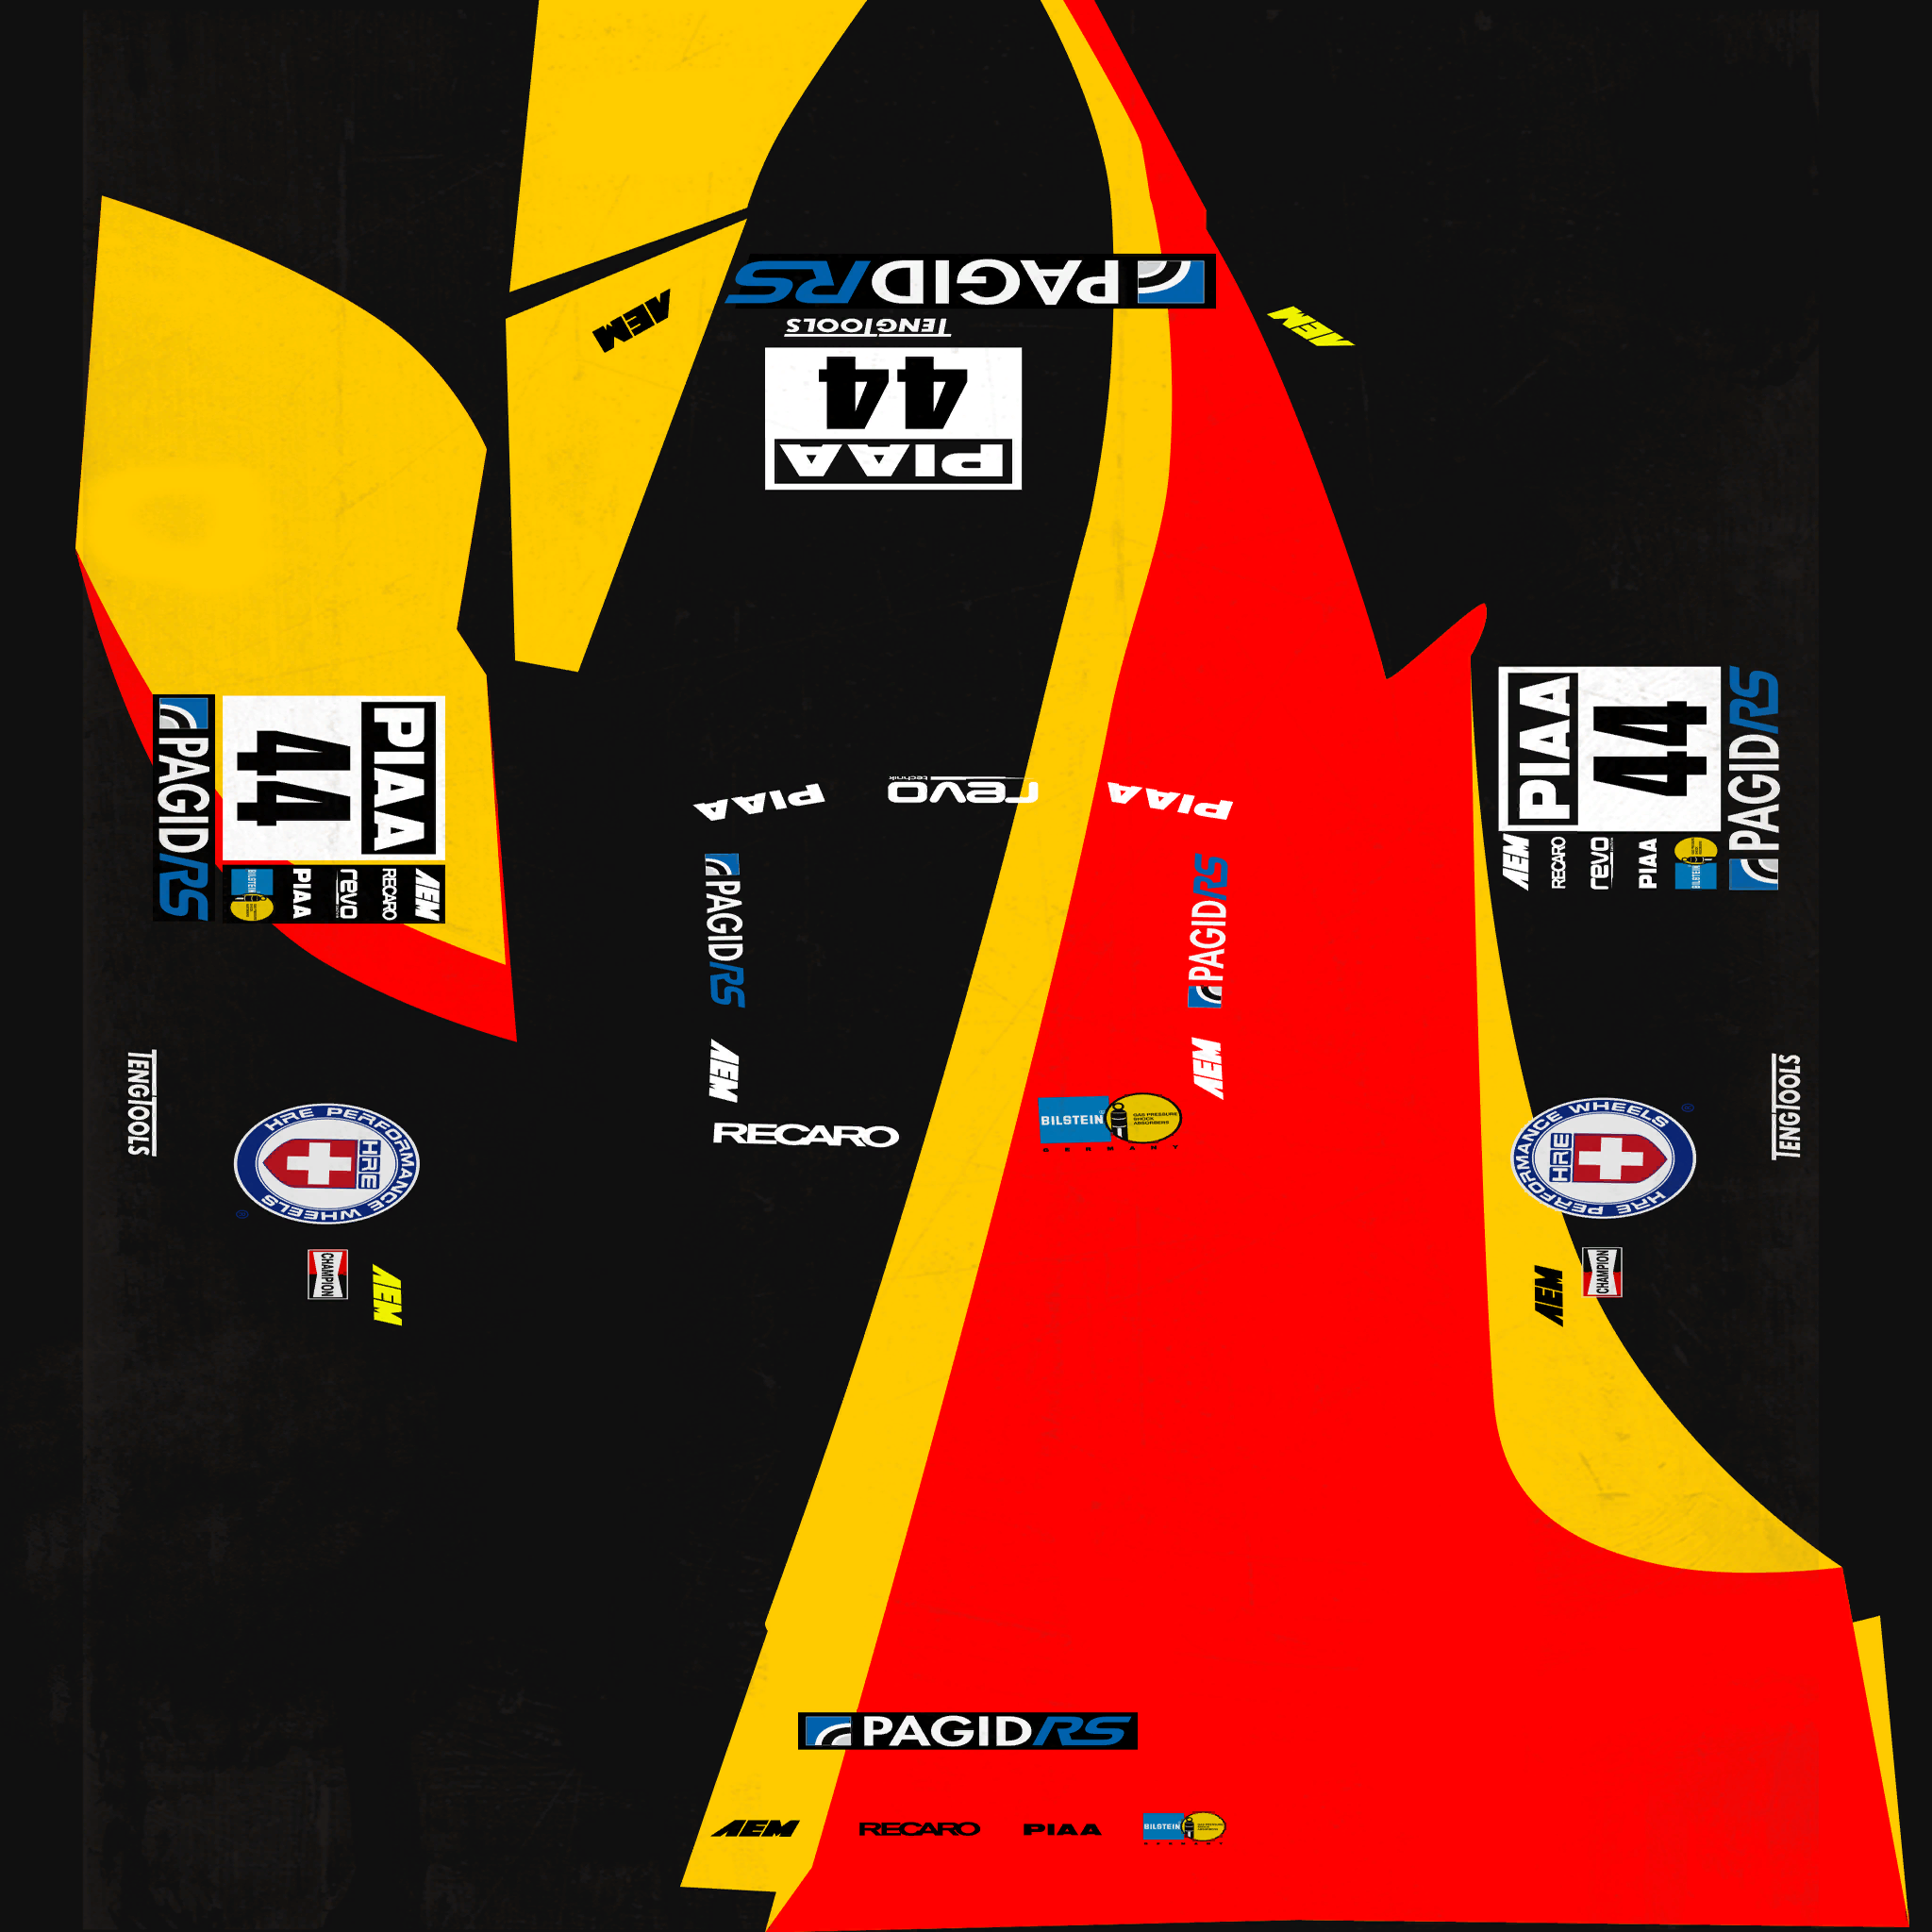 AEM
PAGIDRS
TENGTOOLS
44
PIAA
AEM
PIAA
44
PAGIDRS
BILSTEIN
PIAA
revo
RECARO
AEM
revo
technik
PIAA
PIAA
PAGIDRS
PAGIDRS
AEM
AEM
RECARO
BILSTEIN®
GAS PRESSURE
SHOCK
ABSORBERS
GERMANY
PIAA
44
PAGIDRS
AEM
RECARO
revo
PIAA
BILSTEIN
TENGTOOLS
HRE PERFORMANCE WHEELS
HRE
®
CHAMPION
AEM
TENGTOOLS
HRE PERFORMANCE WHEELS
HRE
®
CHAMPION
AEM
PAGIDRS
AEM
RECARO
PIAA
BILSTEIN
GERMANY